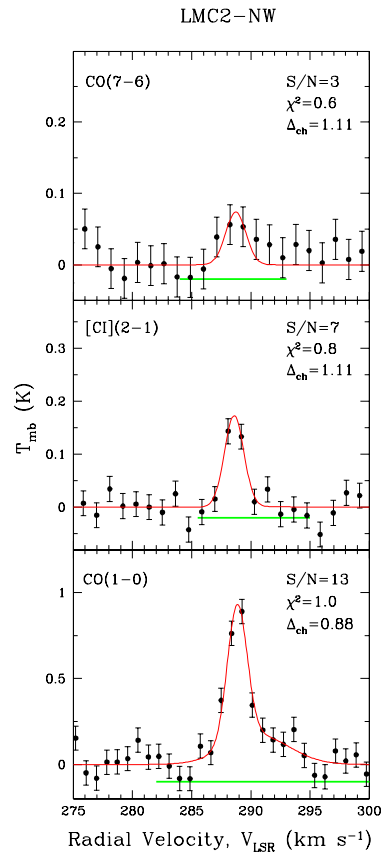 LMC2-NW
CO(7-6)
S/N=3
χ²=0.6
Δch=1.11
0.2
0.1
0
[CI](2-1)
S/N=7
χ²=0.8
Δch=1.11
0.3
0.2
0.1
0
Tmb (K)
CO(1-0)
S/N=13
χ²=1.0
Δch=0.88
1
0.5
0
275 280 285 290 295 300
Radial Velocity, VLSR (km s⁻¹)